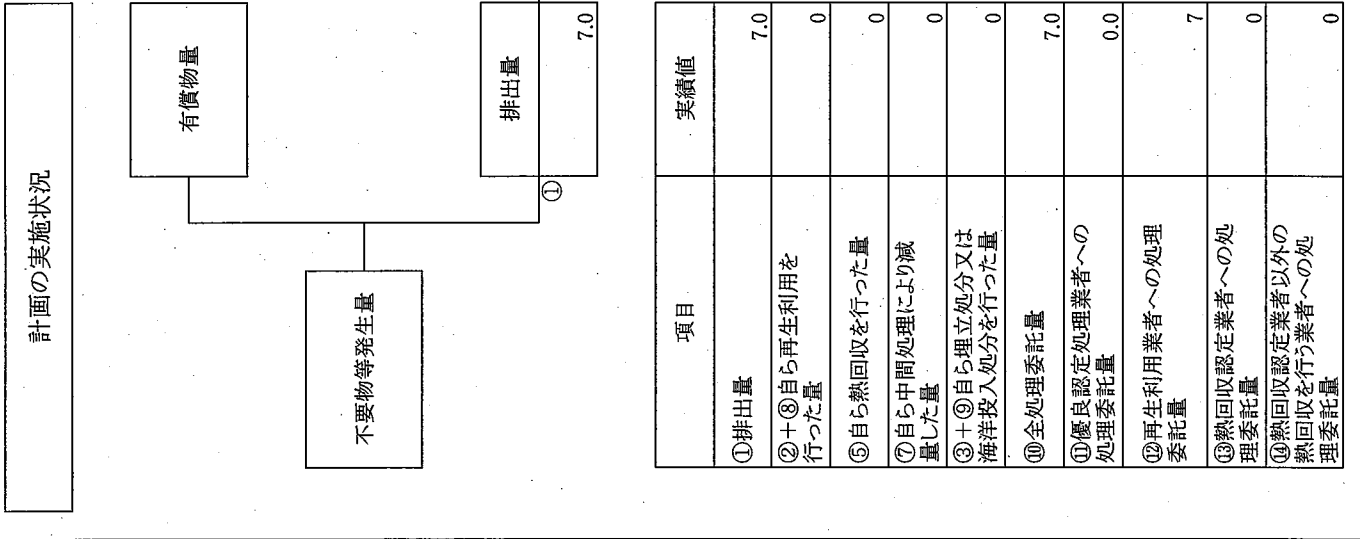 計画の実施状況
有償物量
不要物等発生量
排出量
①
7.0
項目
実績値
①排出量
7.0
②+⑧自ら再生利用を
行った量
0
⑤自ら熱回収を行った量
0
⑦自ら中間処理により減
量した量
0
③+⑨自ら埋立処分又は
海洋投入処分を行った量
0
⑩全処理委託量
7.0
⑪優良認定処理業者への
処理委託量
0.0
⑫再生利用業者への処理
委託量
7
⑬熱回収認定業者への処
理委託量
0
⑭熱回収認定業者以外の
熱回収を行う業者への処
理委託量
0